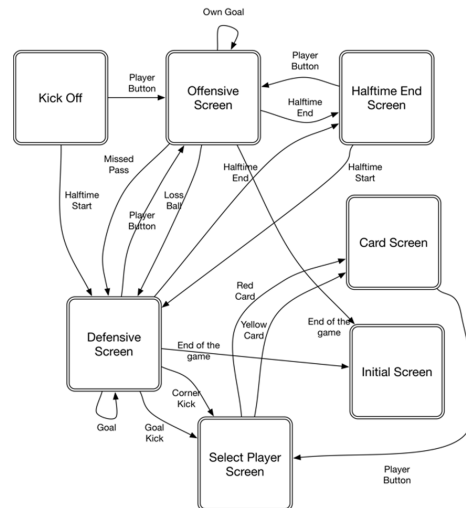 Own Goal
Kick Off
Player
Button
Offensive
Screen
Player
Button
Halftime
End
Halftime End
Screen
Missed
Pass
Halftime
End
Halftime
Start
Halftime
Start
Player
Button
Loss
Ball
Card Screen
Red
Card
Yellow
Card
End of the
game
Defensive
Screen
End of the
game
Initial Screen
Corner
Kick
Goal
Goal
Kick
Select Player
Screen
Player
Button